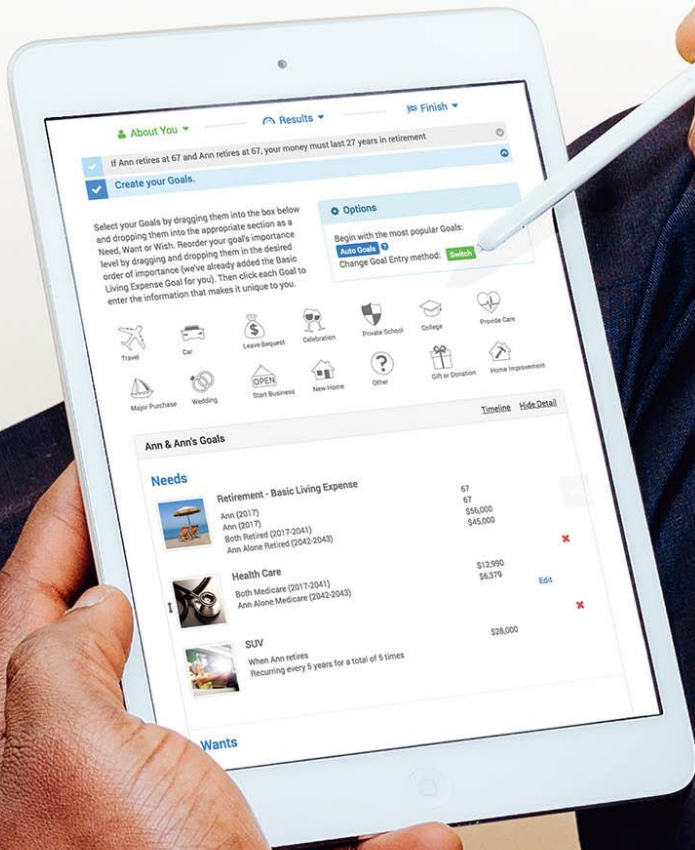 About You
Results
Finish
If Ann retires at 67 and Ann retires at 67, your money must last 27 years in retirement
Create your Goals.
Select your Goals by dragging them into the box below
and dropping them into the appropriate section as a
Need, Want or Wish. Reorder your goal's importance
level by dragging and dropping them in the desired
order of importance (we've already added the Basic
Living Expense Goal for you). Then click each Goal to
enter the information that makes it unique to you.
Options
Begin with the most popular Goals:
Auto Goals ?
Change Goal Entry method: Switch
Travel
Car
$
Leave Bequest
Celebration
Private School
College
Provide Care
Major Purchase
Wedding
OPEN
Start Business
New Home
?
Other
Gift or Donation
Home Improvement
Ann & Ann's Goals
Timeline Hide Detail
Needs
Retirement - Basic Living Expense
Ann (2017) 67
Ann (2017) 67
Both Retired (2017-2041) $56,000
Ann Alone Retired (2042-2043) $45,000
Health Care
Both Medicare (2017-2041) $12,990
Ann Alone Medicare (2042-2043) $6,379
Edit
SUV
When Ann retires $28,000
Recurring every 5 years for a total of 5 times
Wants